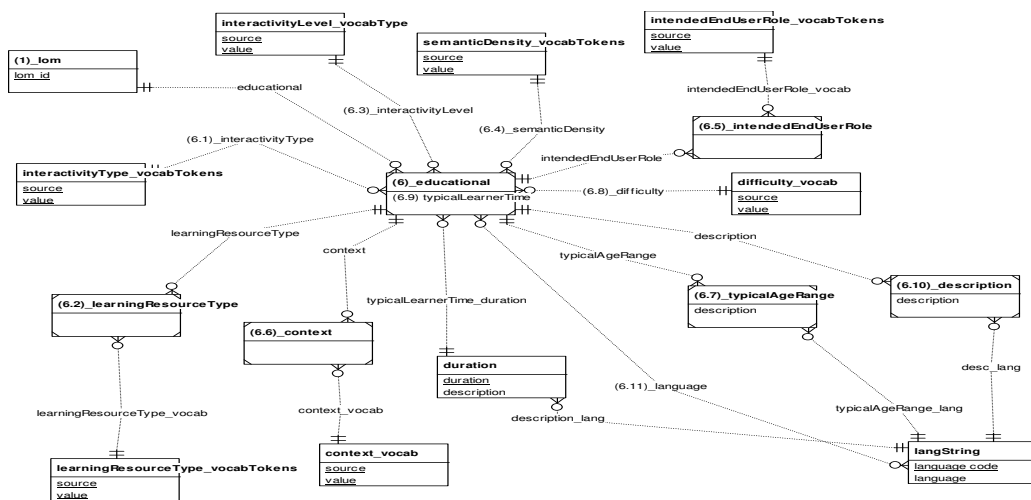 interactivityLevel_vocabType
source
value
semanticDensity_vocabTokens
source
value
intendedEndUserRole_vocabTokens
source
value
(1)_lom
lom_id
educational
(6.3)_interactivityLevel
(6.4)_semanticDensity
intendedEndUserRole_vocab
(6.5)_intendedEndUserRole
(6.1)_interactivityType
intendedEndUserRole
interactivityType_vocabTokens
source
value
(6)_educational
(6.9) typicalLearnerTime
(6.8)_difficulty
difficulty_vocab
source
value
learningResourceType
context
typicalAgeRange
description
(6.2)_learningResourceType
typicalLearnerTime_duration
(6.7)_typicalAgeRange
description
(6.10)_description
description
(6.6)_context
duration
duration
description
(6.11)_language
desc_lang
learningResourceType_vocab
context_vocab
description_lang
typicalAgeRange_lang
learningResourceType_vocabTokens
source
value
context_vocab
source
value
langString
language code
language